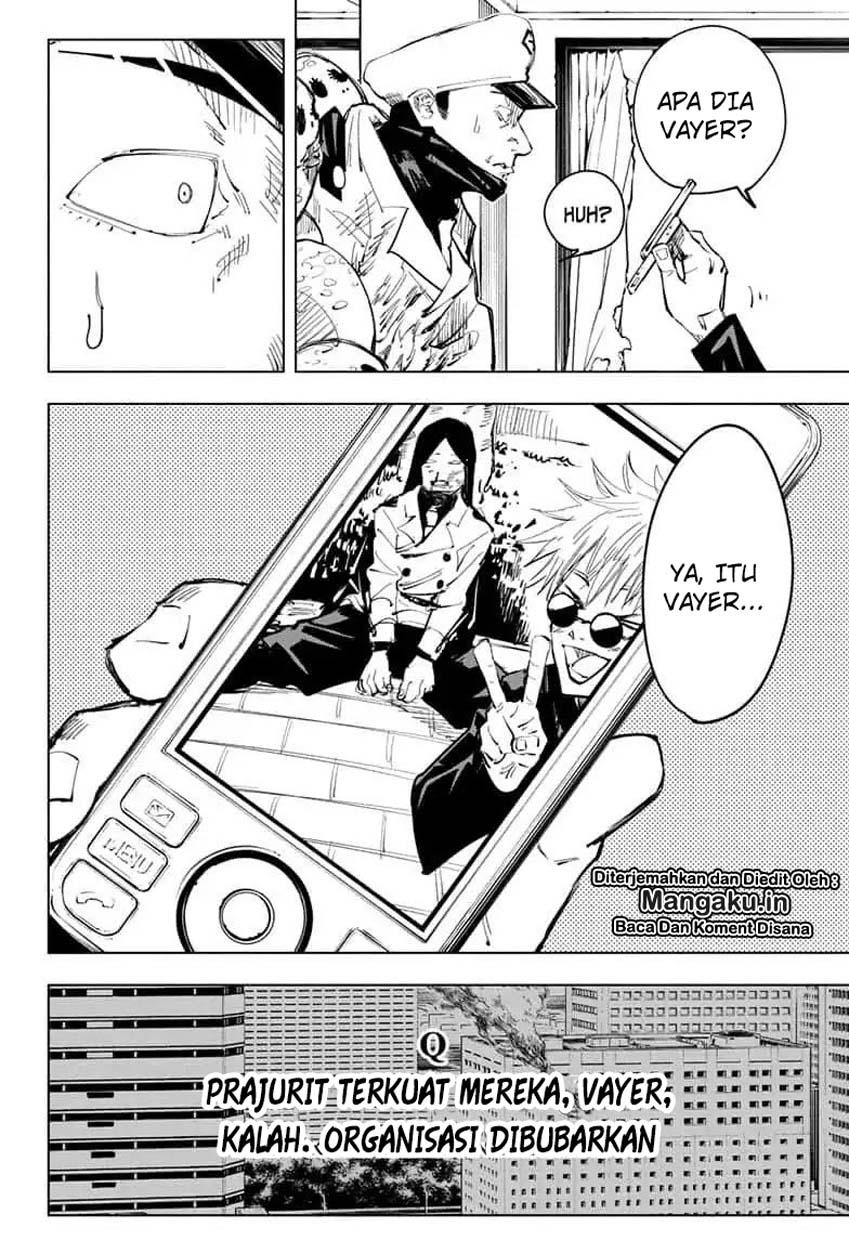 APA DIA
VAYER?
HUH?
YA, ITU
VAYER...
MENU
Diterjemahkan dan Diedit Oleh :
Mangaku.in
Baca Dan Koment Disana
Q
PRAJURIT TERKUAT MEREKA, VAYER,
KALAH. ORGANISASI DIBUBARKAN